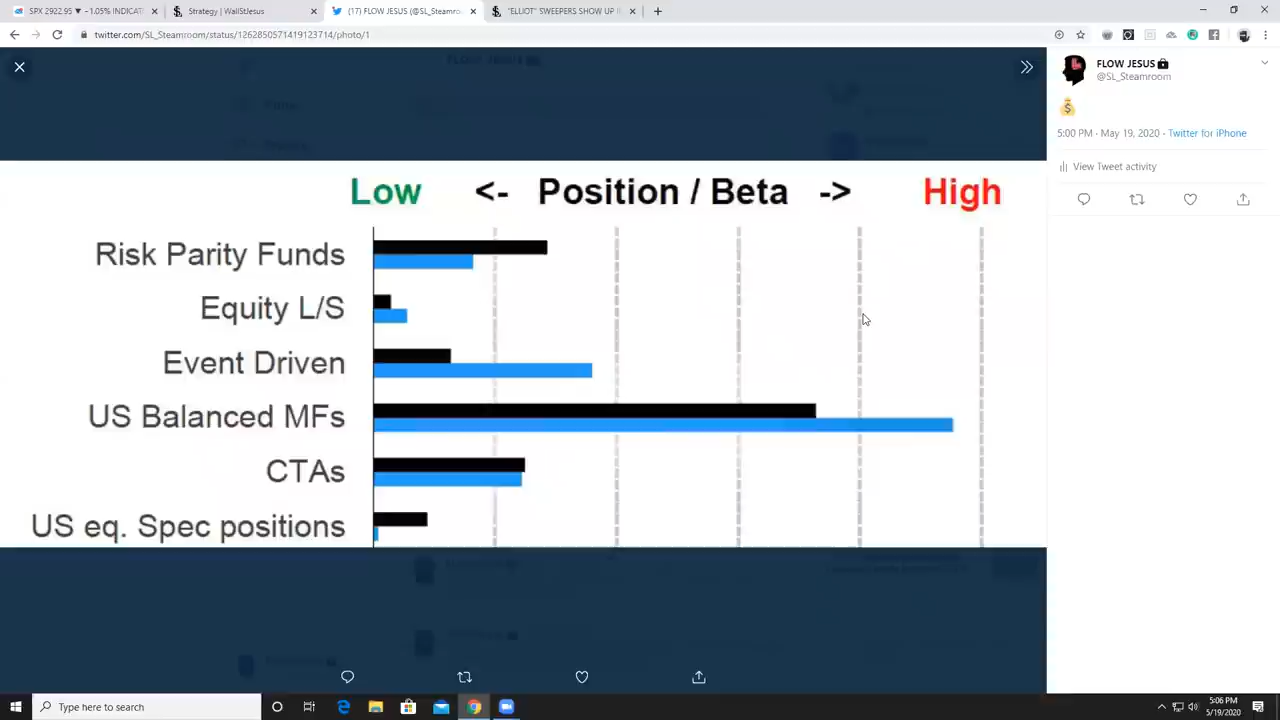 SPX 2922.95 ▼ -1.05% INDICAT
Strategy | WallStJesus
(17) FLOW JESUS (@SL_Steamroo
"ELLIOT" SWEEPERS SHOW UP I
twitter.com/SL_Steamroom/status/1262850571419123714/photo/1
FLOW JESUS
@SL_Steamroom
5:00 PM · May 19, 2020 · Twitter for iPhone
View Tweet activity
Low <- Position / Beta -> High
Risk Parity Funds
Equity L/S
Event Driven
US Balanced MFs
CTAs
US eq. Spec positions
Type here to search
5:06 PM
5/19/2020